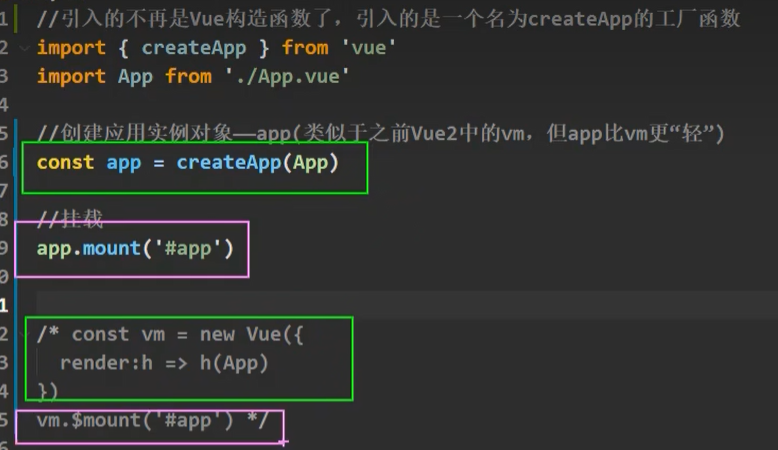 1 //引入的不再是Vue构造函数了，引入的是一个名为createApp的工厂函数
2 import { createApp } from 'vue'
3 import App from './App.vue'
4
5 //创建应用实例对象——app(类似于之前Vue2中的vm，但app比vm更“轻”)
6 const app = createApp(App)
7
8 //挂载
9 app.mount('#app')
0
1
2 /* const vm = new Vue({
3 render:h => h(App)
4 })
5 vm.$mount('#app') */
6